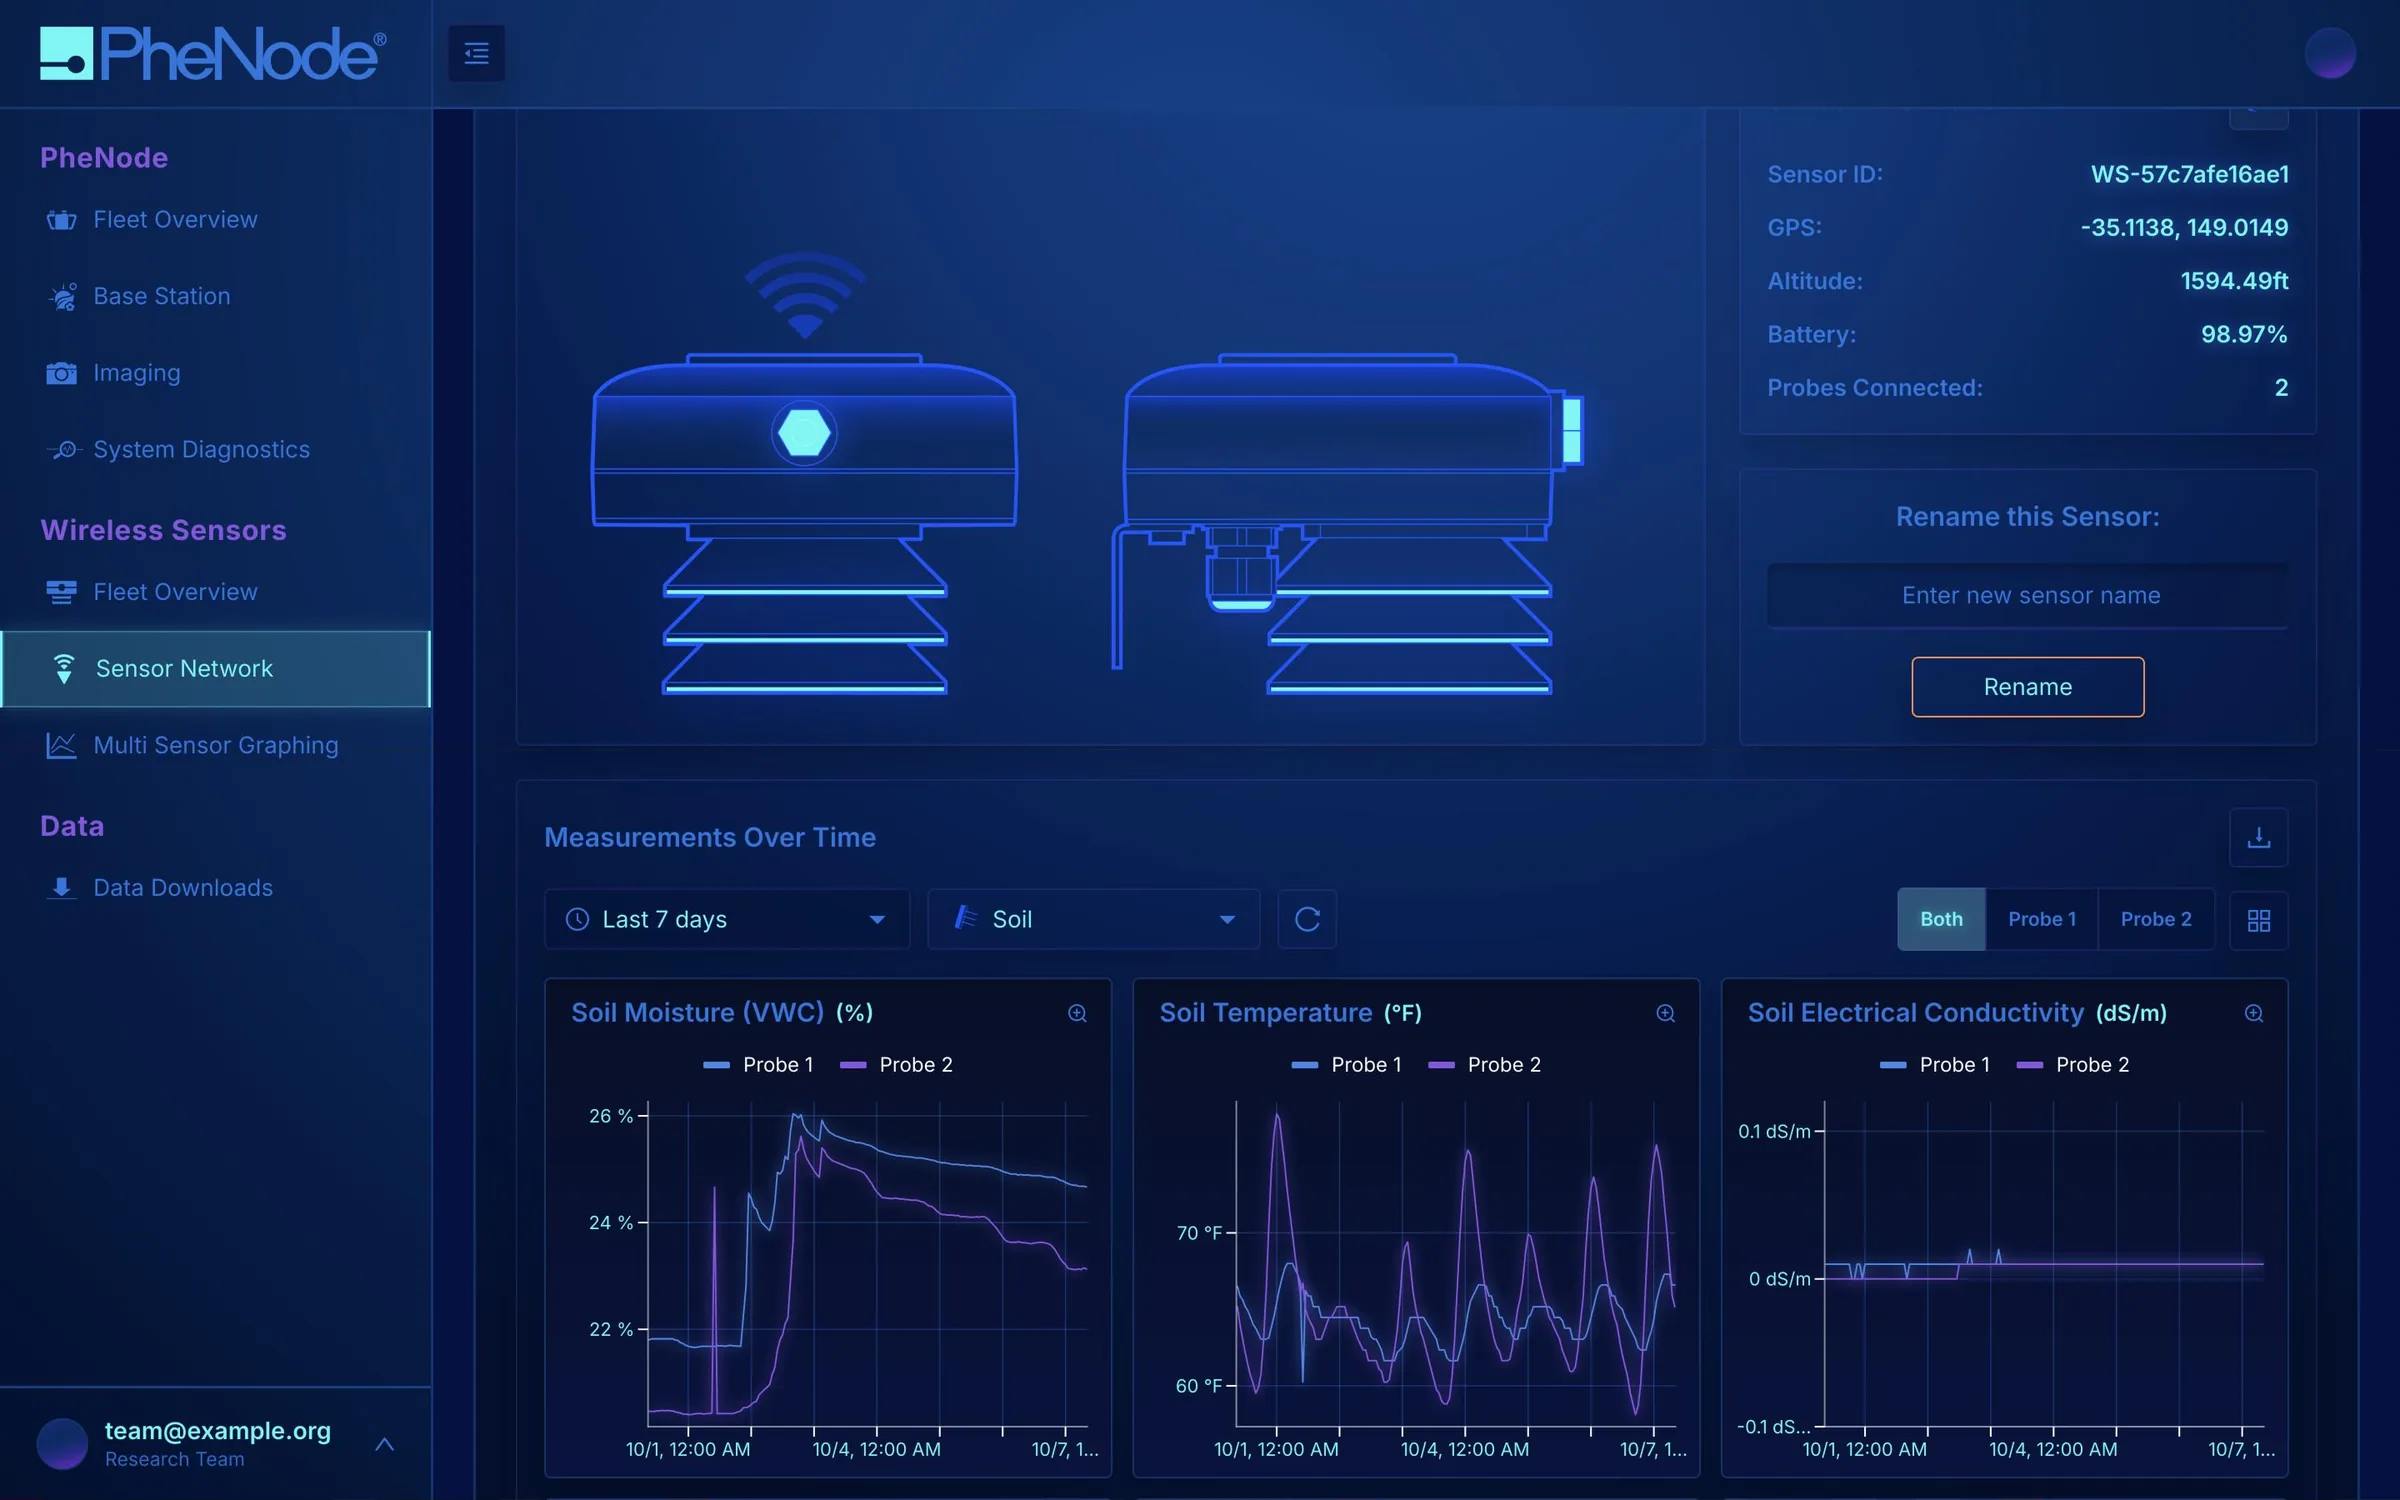 PheNode®
PheNode
Fleet Overview
Base Station
Imaging
System Diagnostics
Wireless Sensors
Fleet Overview
Sensor Network
Multi Sensor Graphing
Data
Data Downloads
team@example.org
Research Team
Sensor ID: WS-57c7afe16ae1
GPS: -35.1138, 149.0149
Altitude: 1594.49ft
Battery: 98.97%
Probes Connected: 2
Rename this Sensor:
Enter new sensor name
Rename
Measurements Over Time
Last 7 days
Soil
Both Probe 1 Probe 2
Soil Moisture (VWC) (%)
Probe 1 Probe 2
26 %
24 %
22 %
10/1, 12:00 AM 10/4, 12:00 AM 10/7, 1...
Soil Temperature (°F)
Probe 1 Probe 2
70 °F
60 °F
10/1, 12:00 AM 10/4, 12:00 AM 10/7, 1...
Soil Electrical Conductivity (dS/m)
Probe 1 Probe 2
0.1 dS/m
0 dS/m
-0.1 dS...
10/1, 12:00 AM 10/4, 12:00 AM 10/7, 1...